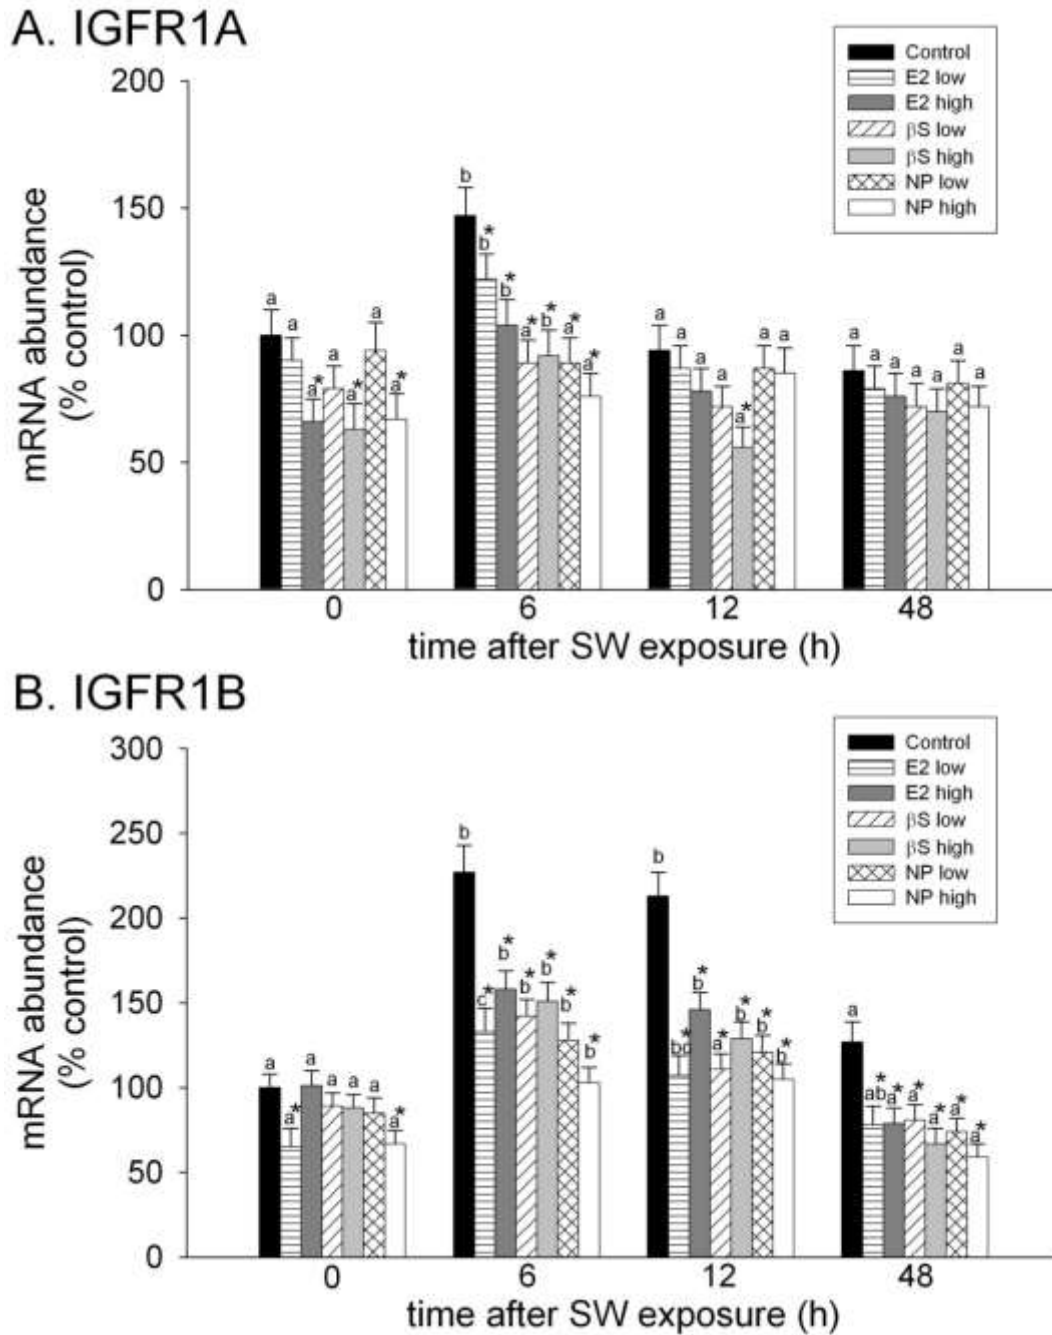 A. IGFR1A
Control
E2 low
E2 high
βS low
βS high
NP low
NP high
mRNA abundance
(% control)
200
150
100
50
0
b
b* b* a* b* a* a*
a a a* a a* a a*
a a a a a* a a
a a a a a a a
0 6 12 48
time after SW exposure (h)
B. IGFR1B
Control
E2 low
E2 high
βS low
βS high
NP low
NP high
mRNA abundance
(% control)
300
250
200
150
100
50
0
a a* a a a a a*
b c* b* b* b* b* b*
b bc* b* a* b* b* b*
a ab* a* a* a* a* a*
0 6 12 48
time after SW exposure (h)